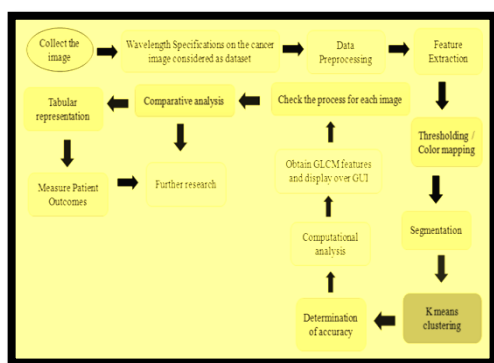 Collect the
image
Wavelength Specifications on the cancer
image considered as dataset
Data
Preprocessing
Feature
Extraction
Thresholding /
Color mapping
Segmentation
K means
clustering
Determination
of accuracy
Computational
analysis
Obtain GLCM features
and display over GUI
Check the process for each image
Comparative analysis
Tabular
representation
Measure Patient
Outcomes
Further research